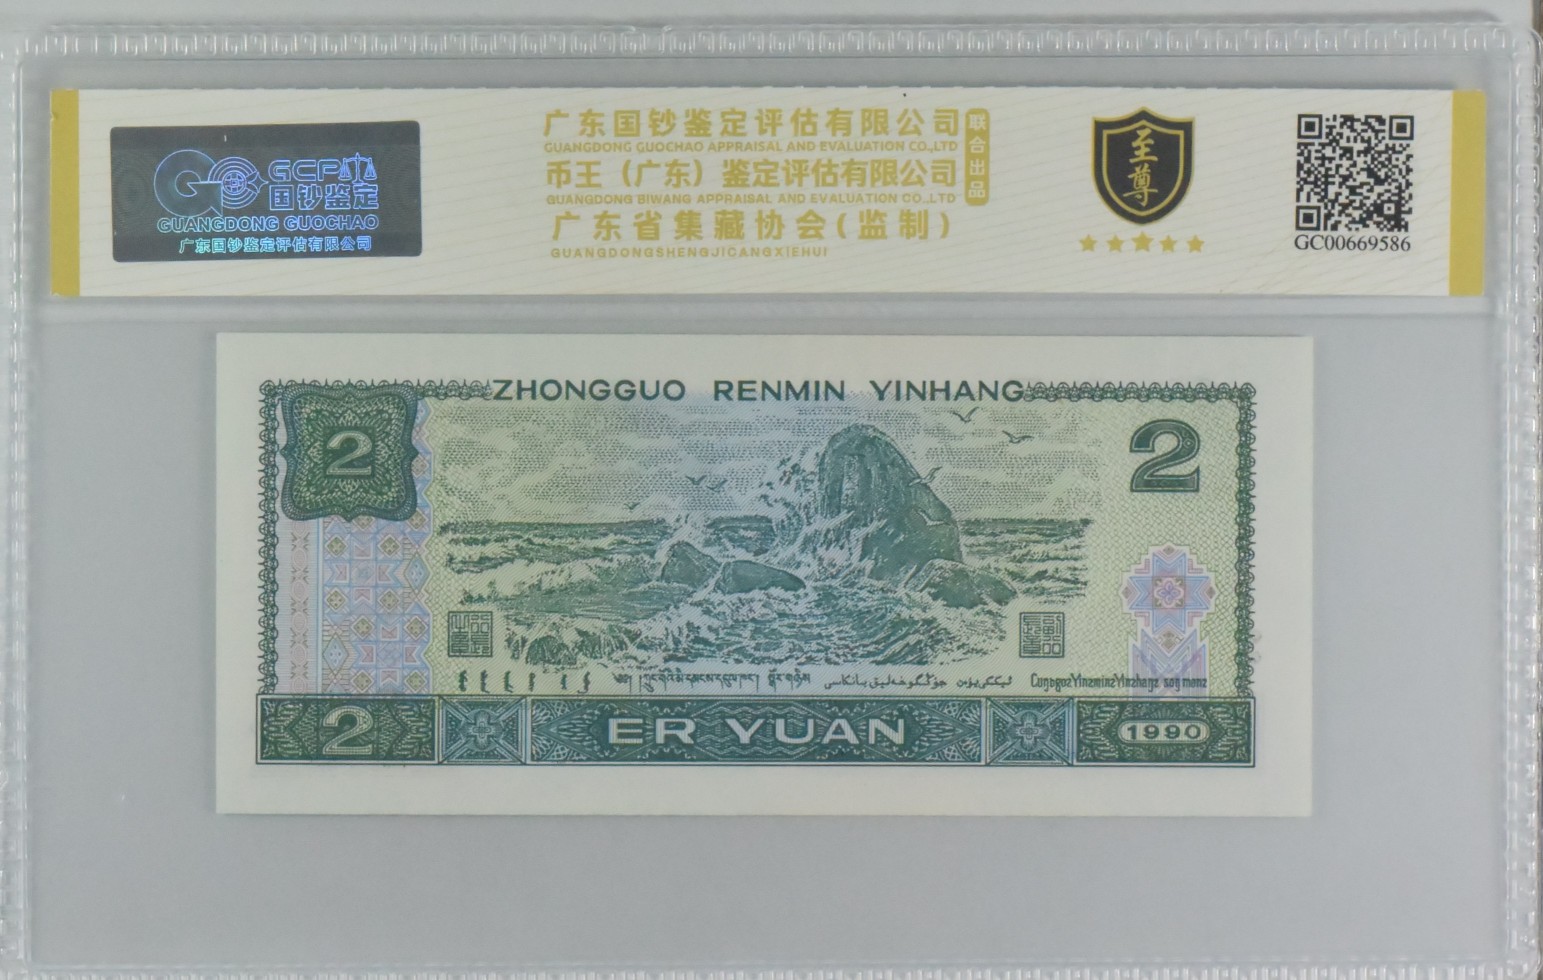 GCP
国钞鉴定
GUANGDONG GUOCHAO
广东国钞鉴定评估有限公司
广东国钞鉴定评估有限公司
GUANGDONG GUOCHAO APPRAISAL AND EVALUATION CO.,LTD
币王（广东）鉴定评估有限公司
GUANGDONG BIWANG APPRAISAL AND EVALUATION CO.,LTD
联合出品
广东省集藏协会(监制)
GUANGDONGSHENGJICANGXIEHUI
至尊
GC00669586
ZHONGGUO RENMIN YINHANG
2
2
2
ER YUAN
1990